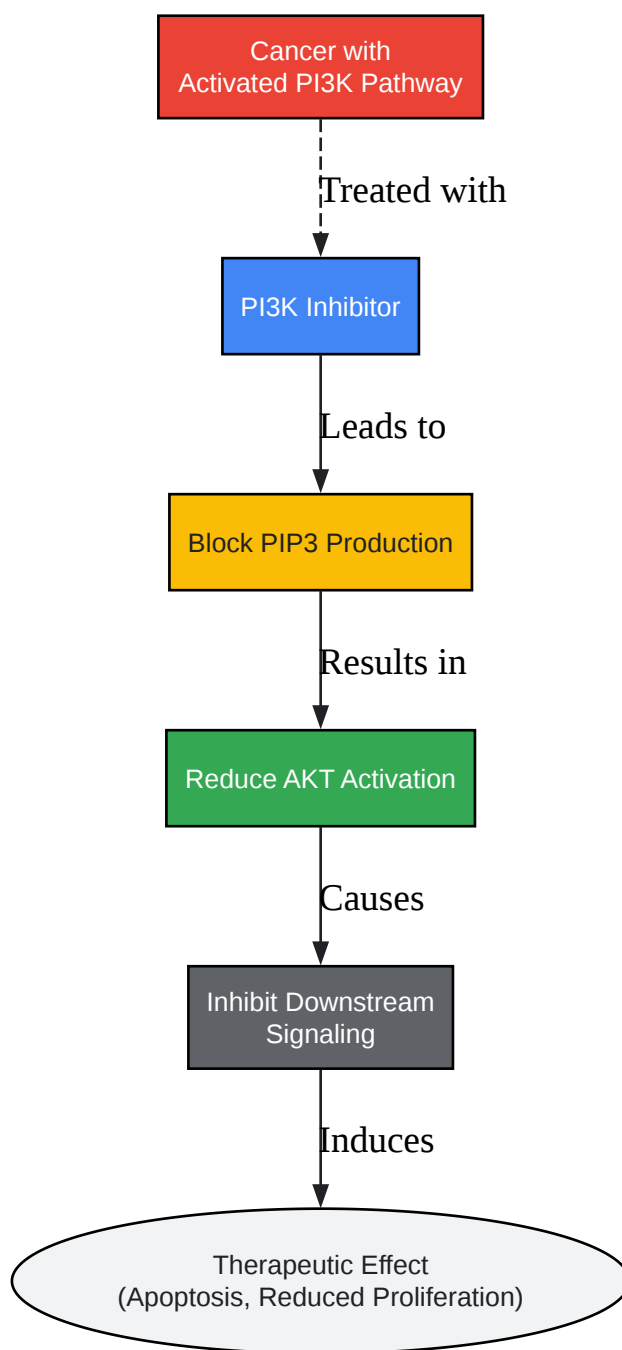 Cancer with
Activated PI3K Pathway
Treated with
PI3K Inhibitor
Leads to
Block PIP3 Production
Results in
Reduce AKT Activation
Causes
Inhibit Downstream
Signaling
Induces
Therapeutic Effect
(Apoptosis, Reduced Proliferation)